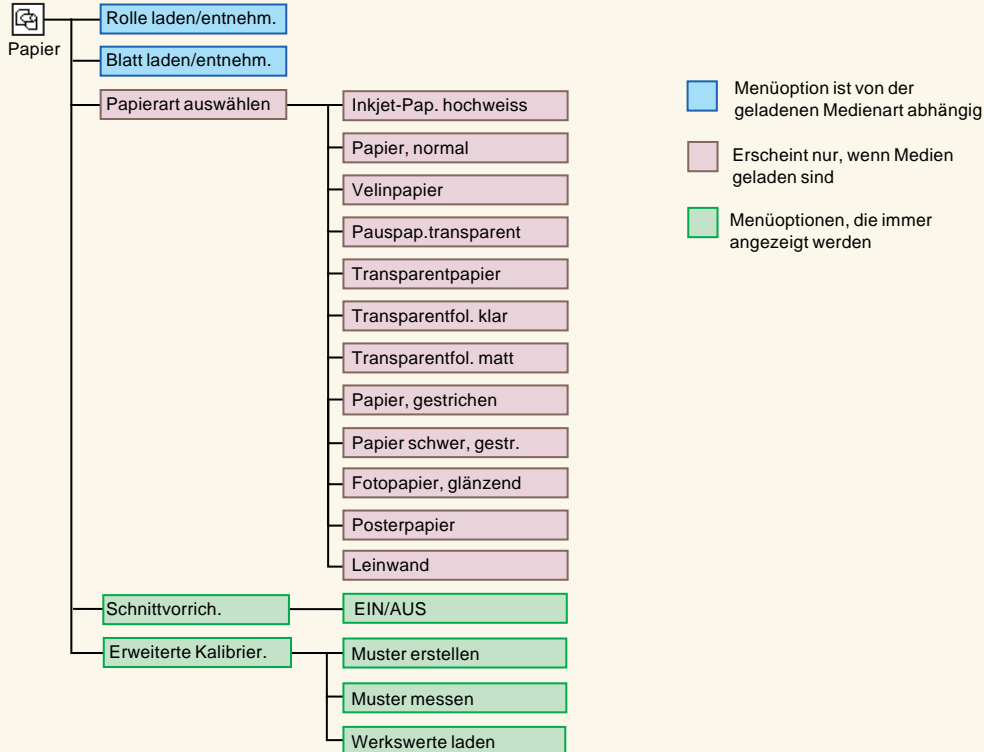 Papier
Rolle laden/entnehm.
Blatt laden/entnehm.
Papierart auswählen
Inkjet-Pap. hochweiss
Papier, normal
Velinpapier
Pauspap.transparent
Transparentpapier
Transparentfol. klar
Transparentfol. matt
Papier, gestrichen
Papier schwer, gestr.
Fotopapier, glänzend
Posterpapier
Leinwand
Schnittvorrich.
EIN/AUS
Erweiterte Kalibrier.
Muster erstellen
Muster messen
Werkswerte laden
Menüoption ist von der
geladenen Medienart abhängig
Erscheint nur, wenn Medien
geladen sind
Menüoptionen, die immer
angezeigt werden